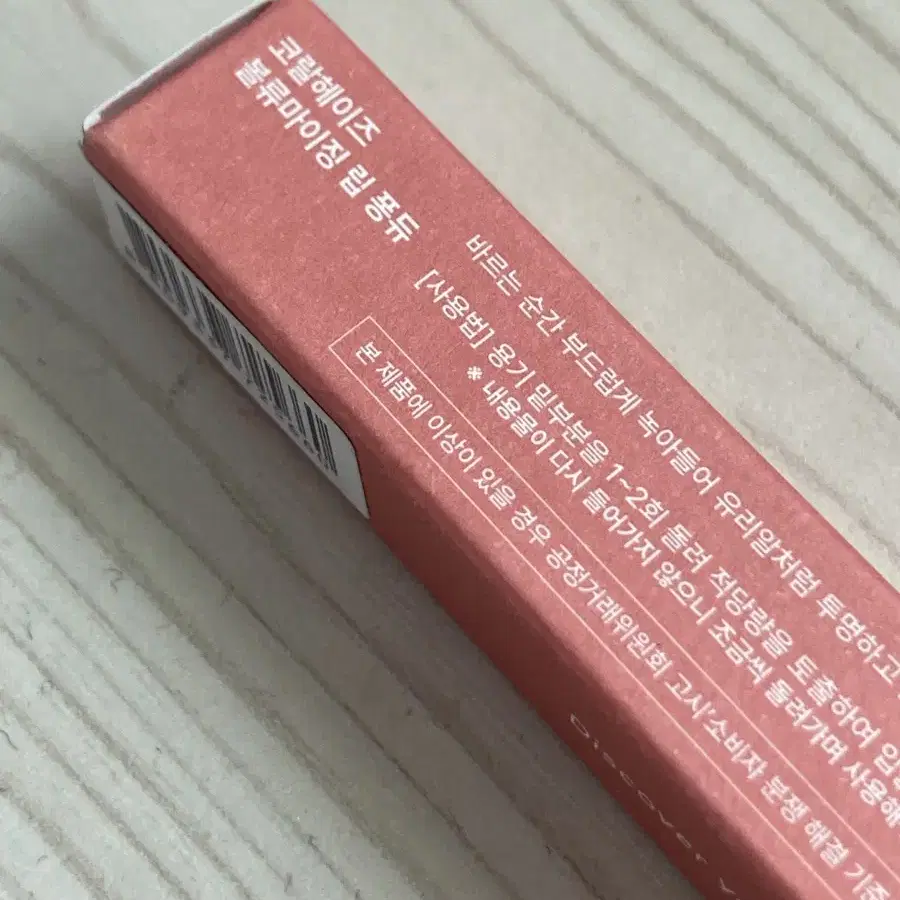 코랄헤이즈
볼류마이징 립 퐁듀
바르는 순간 부드럽게 녹아들어 유리알처럼 투명하고
[사용법] 용기 밑부분을 1~2회 돌려 적당량을 토출하여 입
※ 내용물이 다시 들어가지 않으니 조금씩 돌려가며 사용해
본 제품에 이상이 있을 경우 공정거래위원회 고시 소비자 분쟁 해결 기준
Discover Y